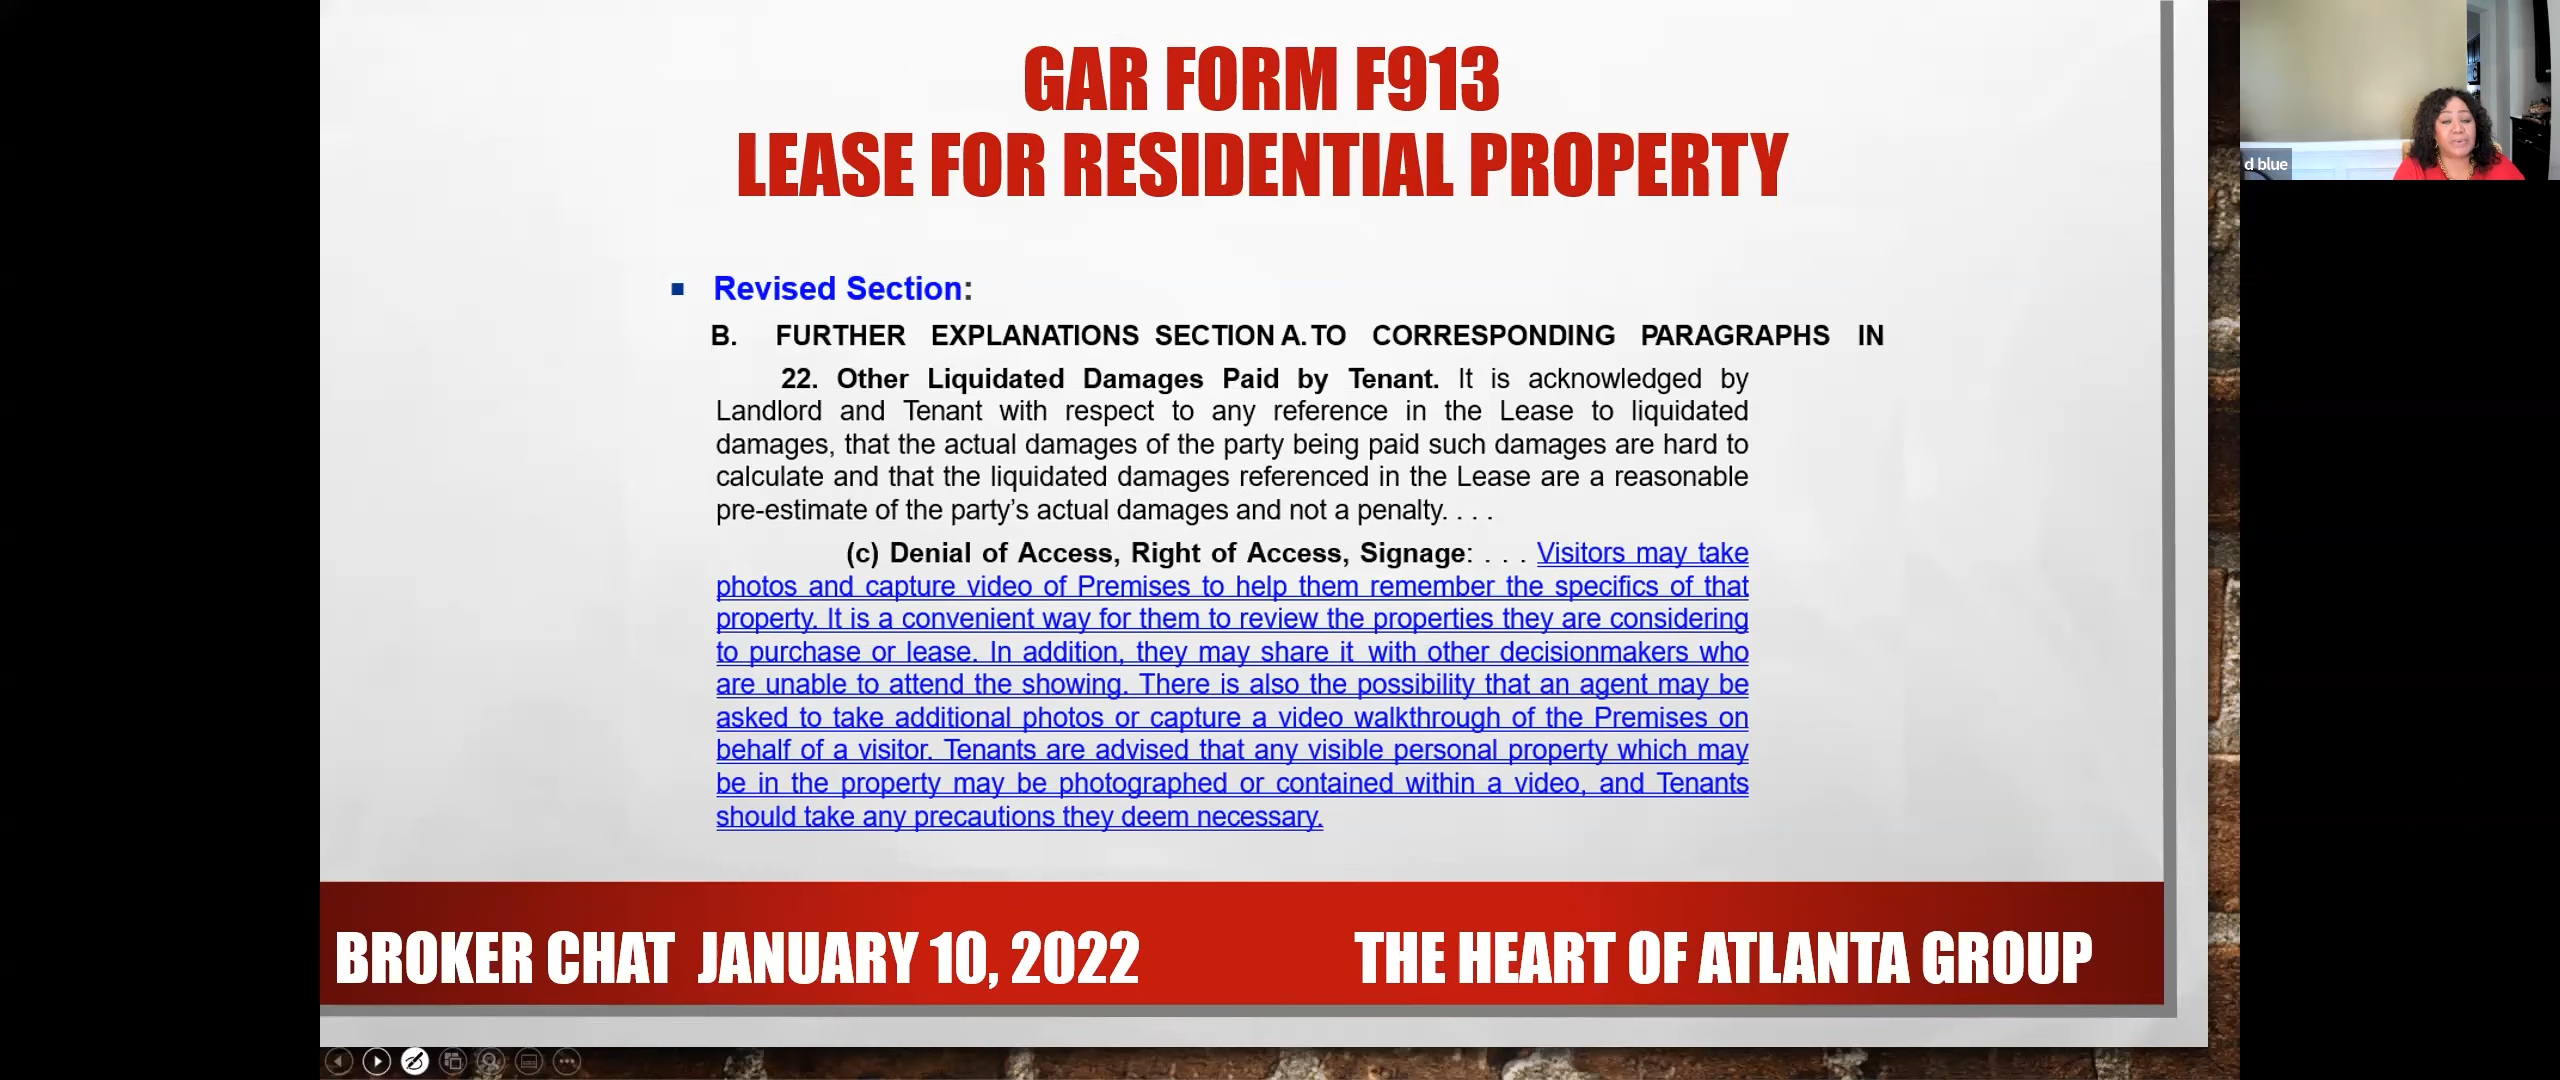 GAR FORM F913
LEASE FOR RESIDENTIAL PROPERTY
d blue
Revised Section:
B. FURTHER EXPLANATIONS SECTION A. TO CORRESPONDING PARAGRAPHS IN
22. Other Liquidated Damages Paid by Tenant. It is acknowledged by
Landlord and Tenant with respect to any reference in the Lease to liquidated
damages, that the actual damages of the party being paid such damages are hard to
calculate and that the liquidated damages referenced in the Lease are a reasonable
pre-estimate of the party’s actual damages and not a penalty. . . .
(c) Denial of Access, Right of Access, Signage: . . . Visitors may take
photos and capture video of Premises to help them remember the specifics of that
property. It is a convenient way for them to review the properties they are considering
to purchase or lease. In addition, they may share it with other decisionmakers who
are unable to attend the showing. There is also the possibility that an agent may be
asked to take additional photos or capture a video walkthrough of the Premises on
behalf of a visitor. Tenants are advised that any visible personal property which may
be in the property may be photographed or contained within a video, and Tenants
should take any precautions they deem necessary.
BROKER CHAT JANUARY 10, 2022
THE HEART OF ATLANTA GROUP